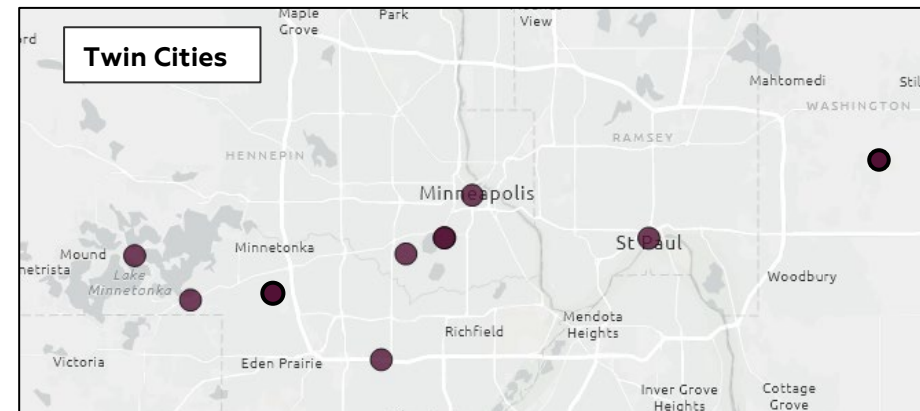 Maple
Grove
Park
View
Twin Cities
Mahtomedi
WASHINGTON
RAMSEY
HENNEPIN
Minneapolis
Mound
Minnetonka
St Paul
Lake
Minnetonka
Woodbury
Mendota
Heights
Richfield
Victoria
Eden Prairie
Inver Grove
Heights
Cottage
Grove